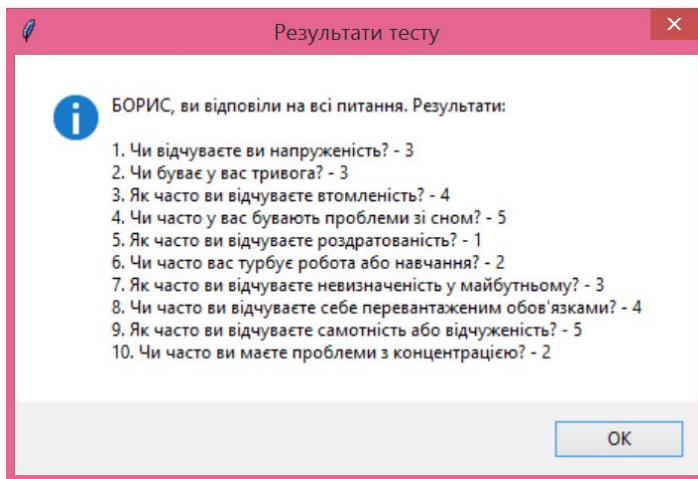 Результати тесту
БОРИС, ви відповіли на всі питання. Результати:
1. Чи відчуваєте ви напруженість? - 3
2. Чи буває у вас тривога? - 3
3. Як часто ви відчуваєте втомленість? - 4
4. Чи часто у вас бувають проблеми зі сном? - 5
5. Як часто ви відчуваєте роздратованість? - 1
6. Чи часто вас турбує робота або навчання? - 2
7. Як часто ви відчуваєте невизначеність у майбутньому? - 3
8. Чи часто ви відчуваєте себе перевантаженим обов'язками? - 4
9. Як часто ви відчуваєте самотність або відчуженість? - 5
10. Чи часто ви маєте проблеми з концентрацією? - 2
ОК